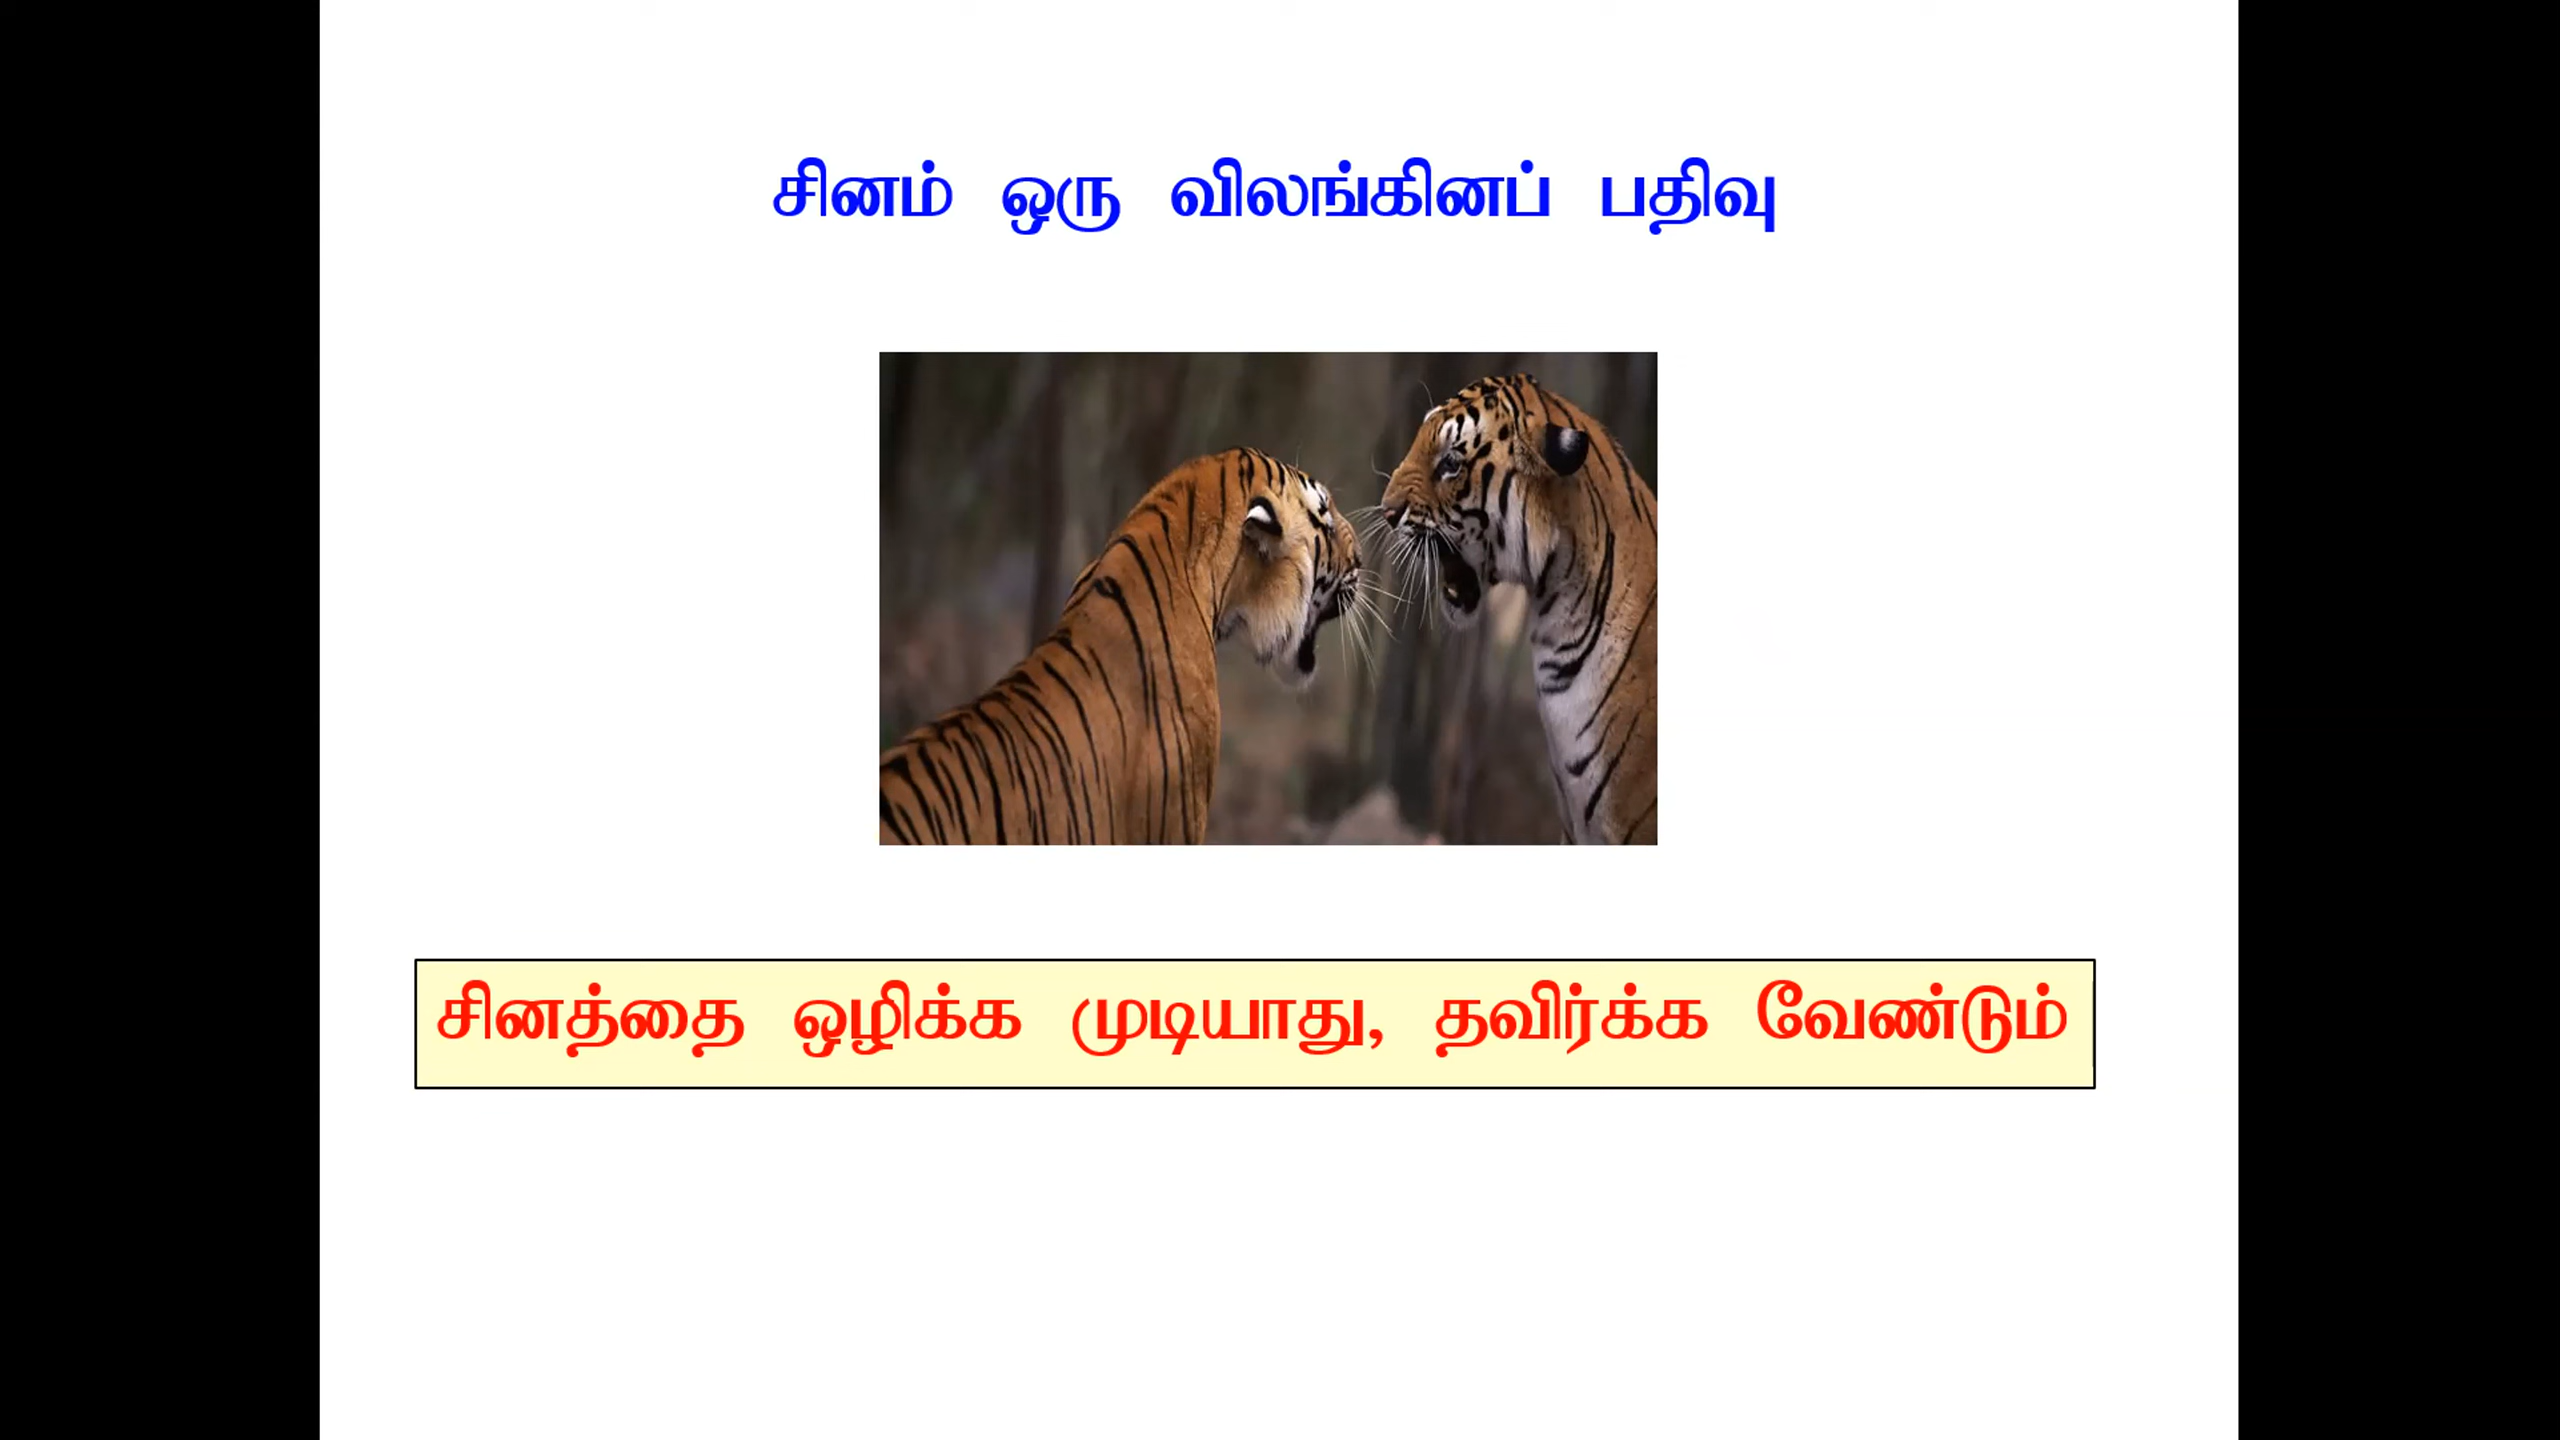 சினம் ஒரு விலங்கினப் பதிவு
சினத்தை ஒழிக்க முடியாது, தவிர்க்க வேண்டும்